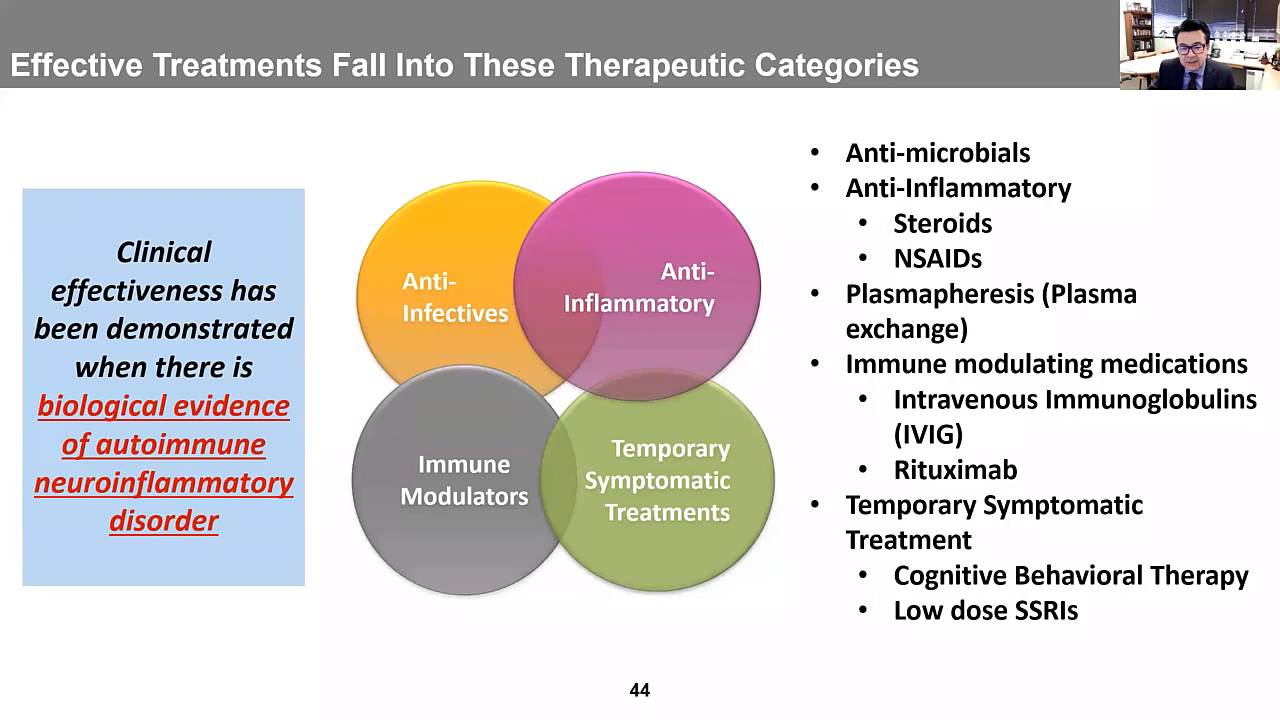 Effective Treatments Fall Into These Therapeutic Categories
Clinical
effectiveness has
been demonstrated
when there is
biological evidence
of autoimmune
neuroinflammatory
disorder
Anti-
Infectives
Anti-
Inflammatory
Immune
Modulators
Temporary
Symptomatic
Treatments
• Anti-microbials
• Anti-Inflammatory
• Steroids
• NSAIDs
• Plasmapheresis (Plasma
exchange)
• Immune modulating medications
• Intravenous Immunoglobulins
(IVIG)
• Rituximab
• Temporary Symptomatic
Treatment
• Cognitive Behavioral Therapy
• Low dose SSRIs
44